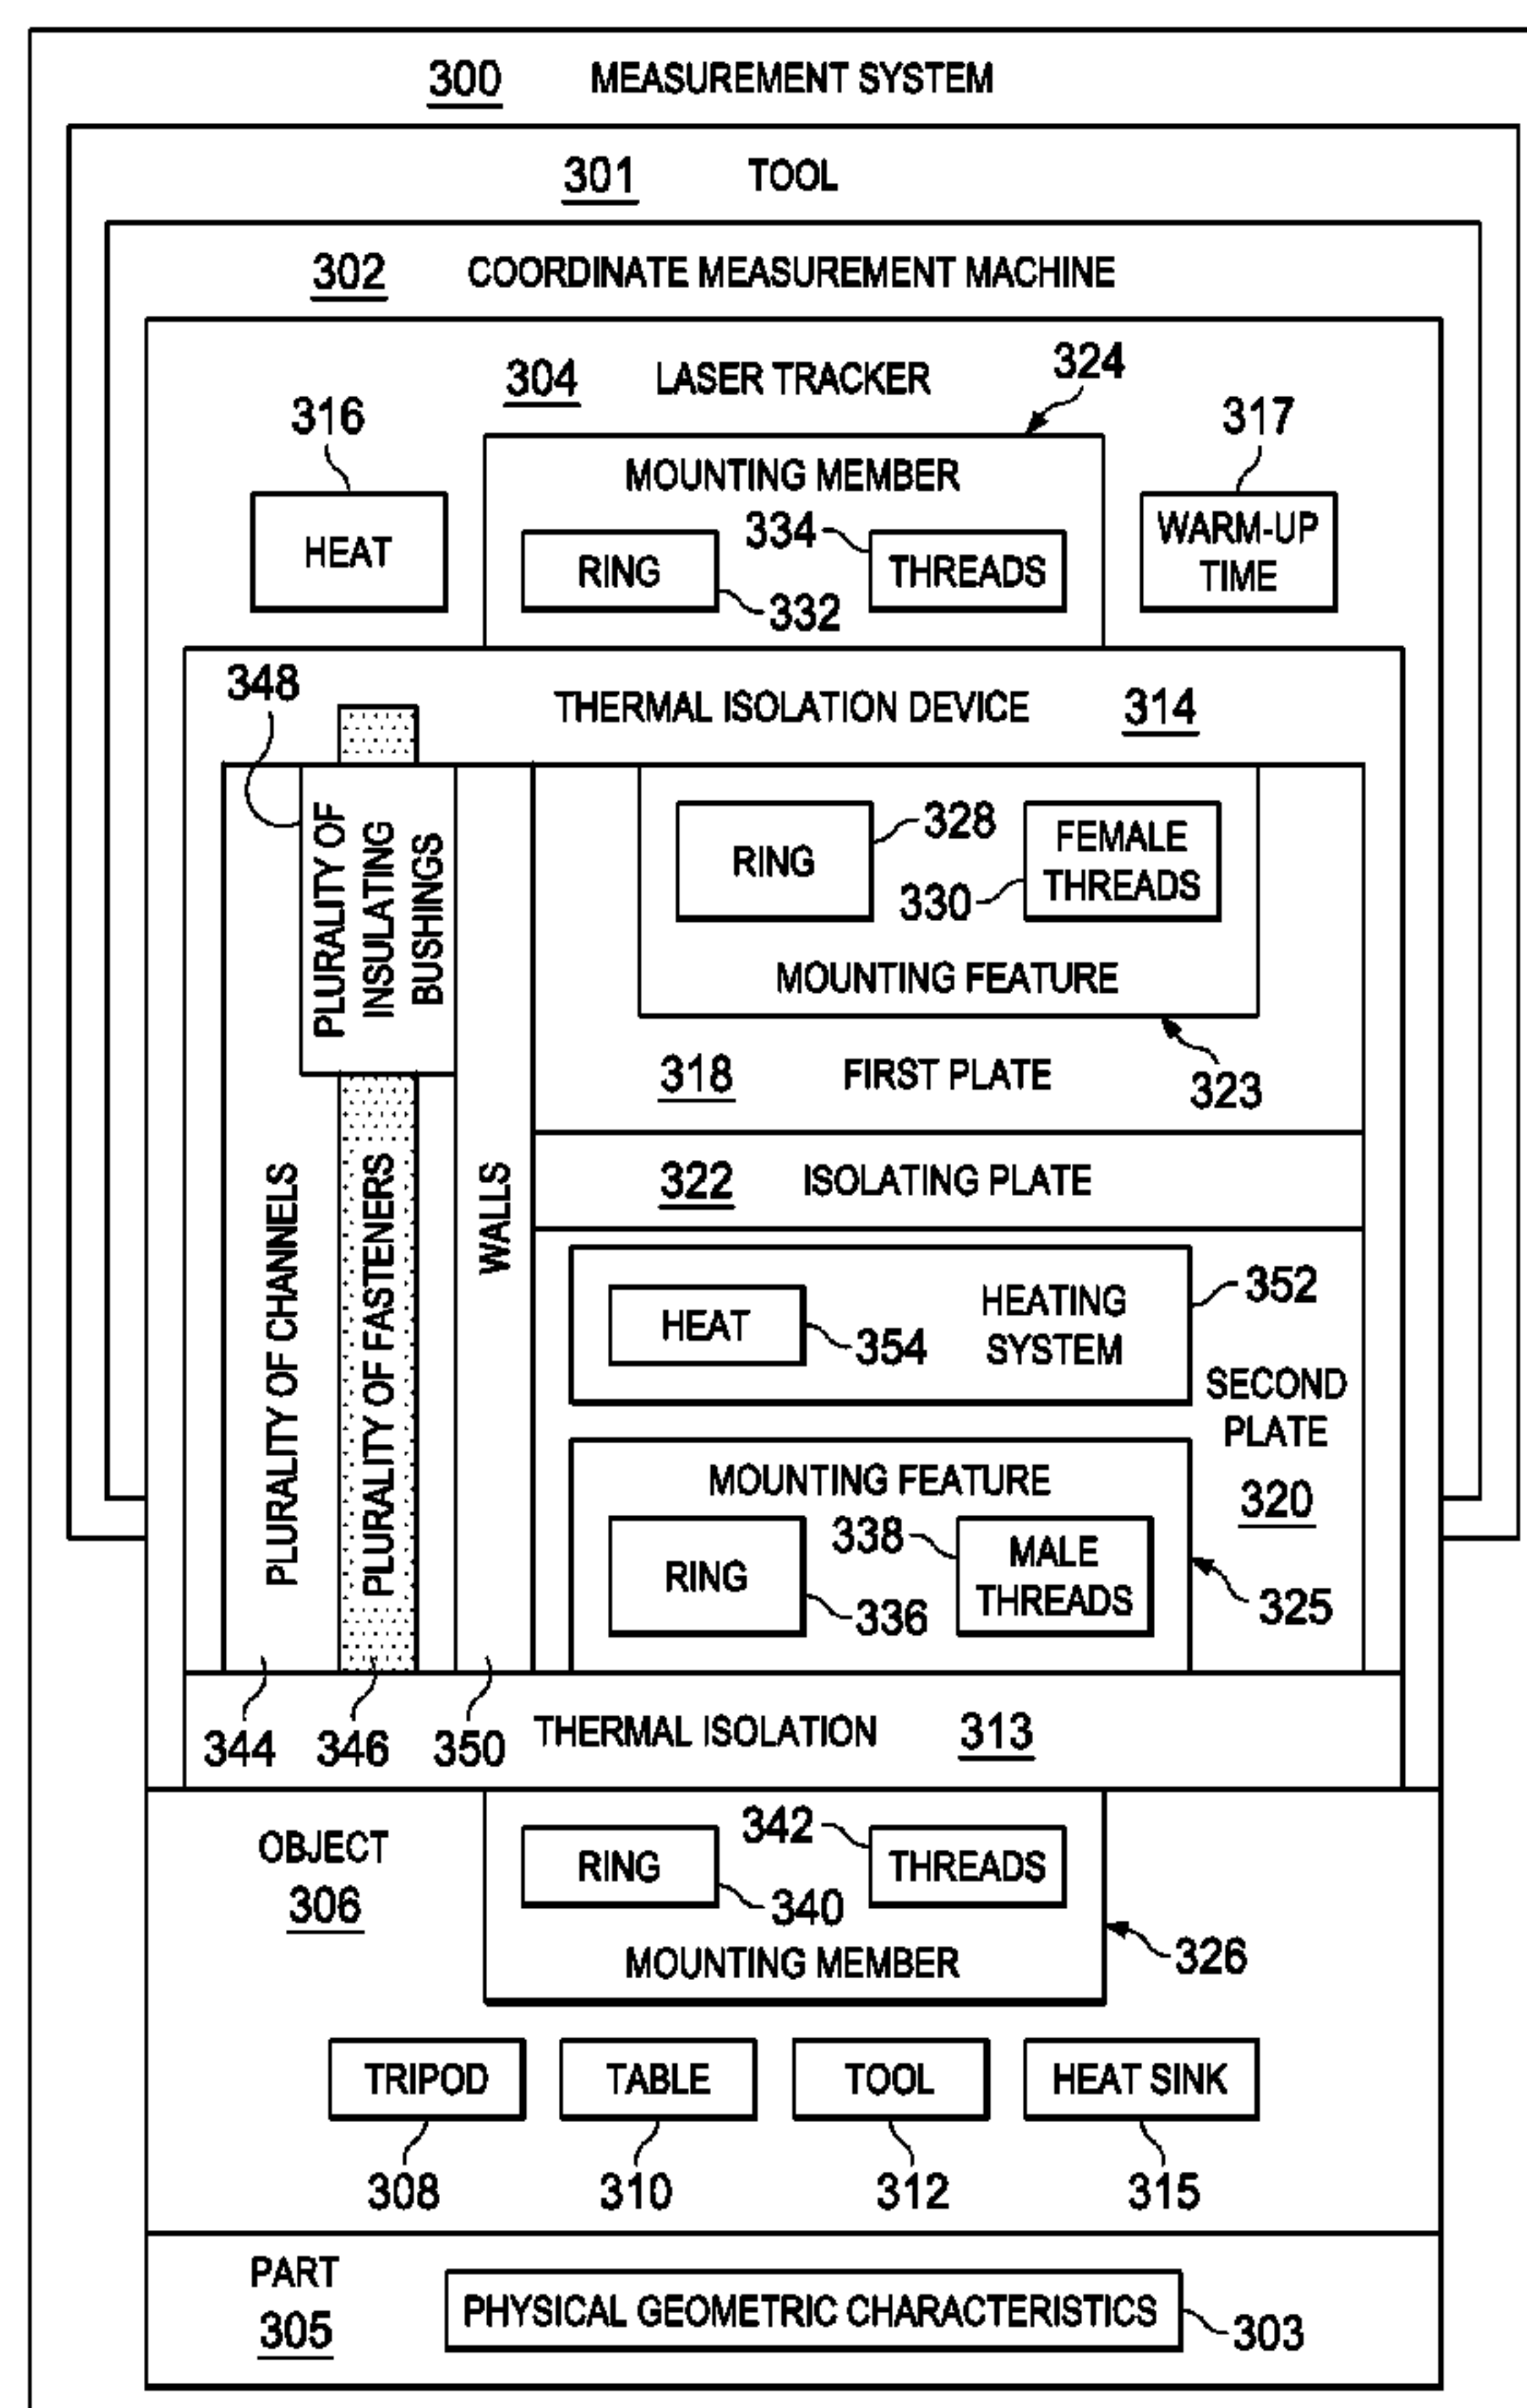 300 MEASUREMENT SYSTEM
301 TOOL
302 COORDINATE MEASUREMENT MACHINE
304 LASER TRACKER 324
316
317
MOUNTING MEMBER
HEAT
RING
332
334
THREADS
WARM-UP
TIME
348
THERMAL ISOLATION DEVICE 314
PLURALITY OF
INSULATING
BUSHINGS
RING
328
330
FEMALE
THREADS
MOUNTING FEATURE
323
318 FIRST PLATE
PLURALITY OF CHANNELS
PLURALITY OF FASTENERS
WALLS
322 ISOLATING PLATE
HEAT
354
HEATING
SYSTEM
352
SECOND
PLATE
320
MOUNTING FEATURE
RING
336
338
MALE
THREADS
325
344 346 350
THERMAL ISOLATION 313
OBJECT
306
RING
340
342
THREADS
MOUNTING MEMBER
326
TRIPOD TABLE TOOL HEAT SINK
308 310 312 315
PART
305
PHYSICAL GEOMETRIC CHARACTERISTICS
303